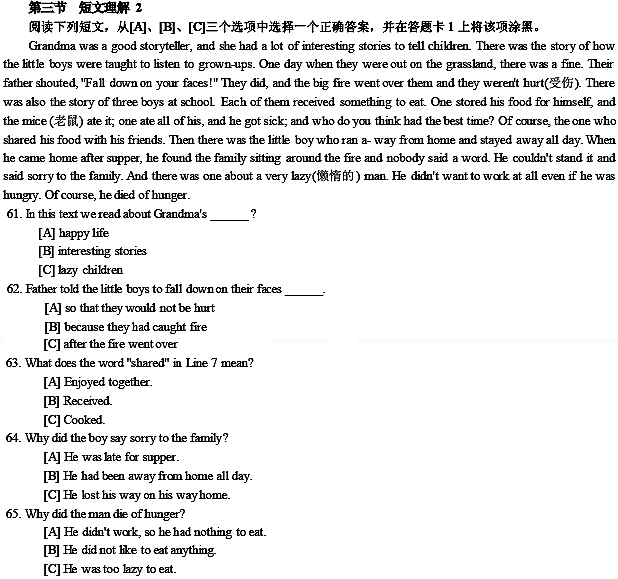 第三节 短文理解 2
阅读下列短文，从[A]、[B]、[C]三个选项中选择一个正确答案，并在答题卡 1 上将该项涂黑。
Grandma was a good storyteller, and she had a lot of interesting stories to tell children. There was the story of how
the little boys were taught to listen to grown-ups. One day when they were out on the grassland, there was a fine. Their
father shouted, "Fall down on your faces!" They did, and the big fire went over them and they weren't hurt(受伤). There
was also the story of three boys at school. Each of them received something to eat. One stored his food for himself, and
the mice (老鼠) ate it; one ate all of his, and he got sick; and who do you think had the best time? Of course, the one who
shared his food with his friends. Then there was the little boy who ran a- way from home and stayed away all day. When
he came home after supper, he found the family sitting around the fire and nobody said a word. He couldn't stand it and
said sorry to the family. And there was one about a very lazy(懒惰的) man. He didn't want to work at all even if he was
hungry. Of course, he died of hunger.
61. In this text we read about Grandma's ______ ?
[A] happy life
[B] interesting stories
[C] lazy children
62. Father told the little boys to fall down on their faces ______.
[A] so that they would not be hurt
[B] because they had caught fire
[C] after the fire went over
63. What does the word "shared" in Line 7 mean?
[A] Enjoyed together.
[B] Received.
[C] Cooked.
64. Why did the boy say sorry to the family?
[A] He was late for supper.
[B] He had been away from home all day.
[C] He lost his way on his way home.
65. Why did the man die of hunger?
[A] He didn't work, so he had nothing to eat.
[B] He did not like to eat anything.
[C] He was too lazy to eat.